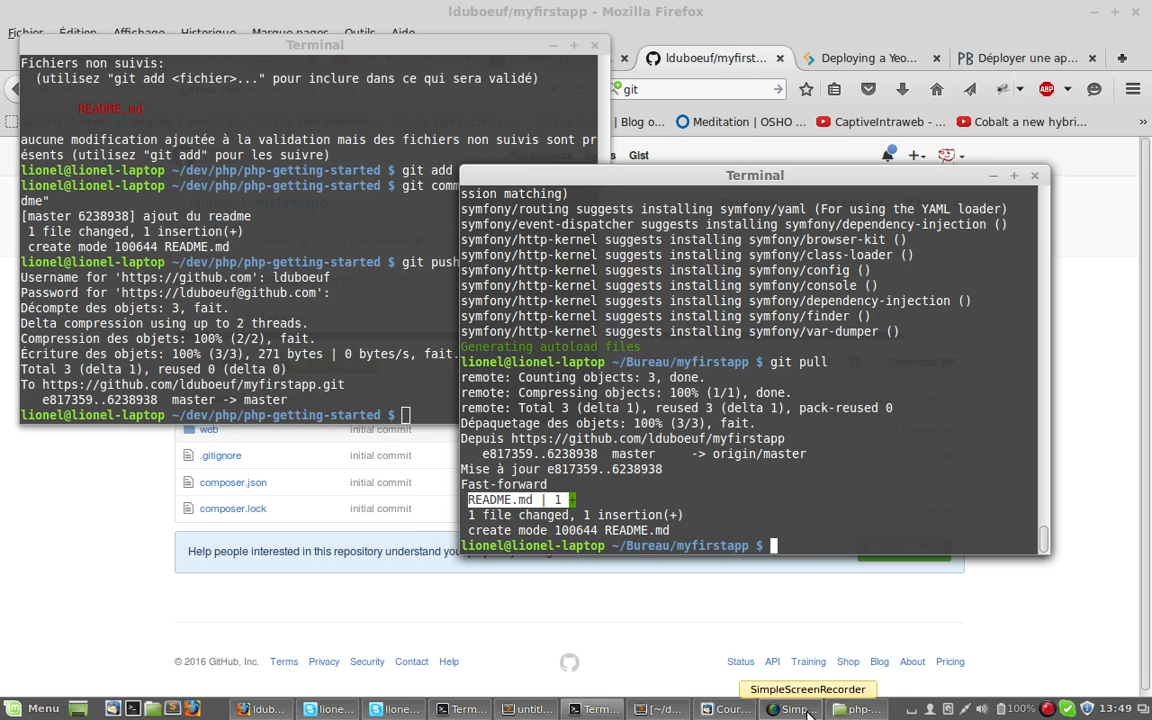 lduboeuf/myfirstapp - Mozilla Firefox
Fichier Édition Affichage Historique Marque-pages Outils Aide
lduboeuf/myfirst... Deploying a Yeo... Déployer une ap...
git
Blog o... Meditation | OSHO ... CaptiveIntraweb - ... Cobalt a new hybri...
Gist
Terminal
Fichiers non suivis:
(utilisez "git add <fichier>..." pour inclure dans ce qui sera validé)
README.md
aucune modification ajoutée à la validation mais des fichiers non suivis sont pr
ésents (utilisez "git add" pour les suivre)
lionel@lionel-laptop ~/dev/php/php-getting-started $ git add
lionel@lionel-laptop ~/dev/php/php-getting-started $ git comm
dme"
[master 6238938] ajout du readme
1 file changed, 1 insertion(+)
create mode 100644 README.md
lionel@lionel-laptop ~/dev/php/php-getting-started $ git push
Username for 'https://github.com': lduboeuf
Password for 'https://lduboeuf@github.com':
Décompte des objets: 3, fait.
Delta compression using up to 2 threads.
Compression des objets: 100% (2/2), fait.
Écriture des objets: 100% (3/3), 271 bytes | 0 bytes/s, fait.
Total 3 (delta 1), reused 0 (delta 0)
To https://github.com/lduboeuf/myfirstapp.git
e817359..6238938 master -> master
lionel@lionel-laptop ~/dev/php/php-getting-started $
Terminal
ssion matching)
symfony/routing suggests installing symfony/yaml (For using the YAML loader)
symfony/event-dispatcher suggests installing symfony/dependency-injection ()
symfony/http-kernel suggests installing symfony/browser-kit ()
symfony/http-kernel suggests installing symfony/class-loader ()
symfony/http-kernel suggests installing symfony/config ()
symfony/http-kernel suggests installing symfony/console ()
symfony/http-kernel suggests installing symfony/dependency-injection ()
symfony/http-kernel suggests installing symfony/finder ()
symfony/http-kernel suggests installing symfony/var-dumper ()
Generating autoload files
lionel@lionel-laptop ~/Bureau/myfirstapp $ git pull
remote: Counting objects: 3, done.
remote: Compressing objects: 100% (1/1), done.
remote: Total 3 (delta 1), reused 3 (delta 1), pack-reused 0
Dépaquetage des objets: 100% (3/3), fait.
Depuis https://github.com/lduboeuf/myfirstapp
e817359..6238938 master -> origin/master
Mise à jour e817359..6238938
Fast-forward
README.md | 1 +
1 file changed, 1 insertion(+)
create mode 100644 README.md
lionel@lionel-laptop ~/Bureau/myfirstapp $
web initial commit
.gitignore initial commit
composer.json initial commit
composer.lock initial commit
Help people interested in this repository understand you
© 2016 GitHub, Inc. Terms Privacy Security Contact Help
Status API Training Shop Blog About Pricing
SimpleScreenRecorder
Menu ldub... lione... lione... Term... untitl... Term... [~/d... Cour... Simp... php-... 100% 13:49